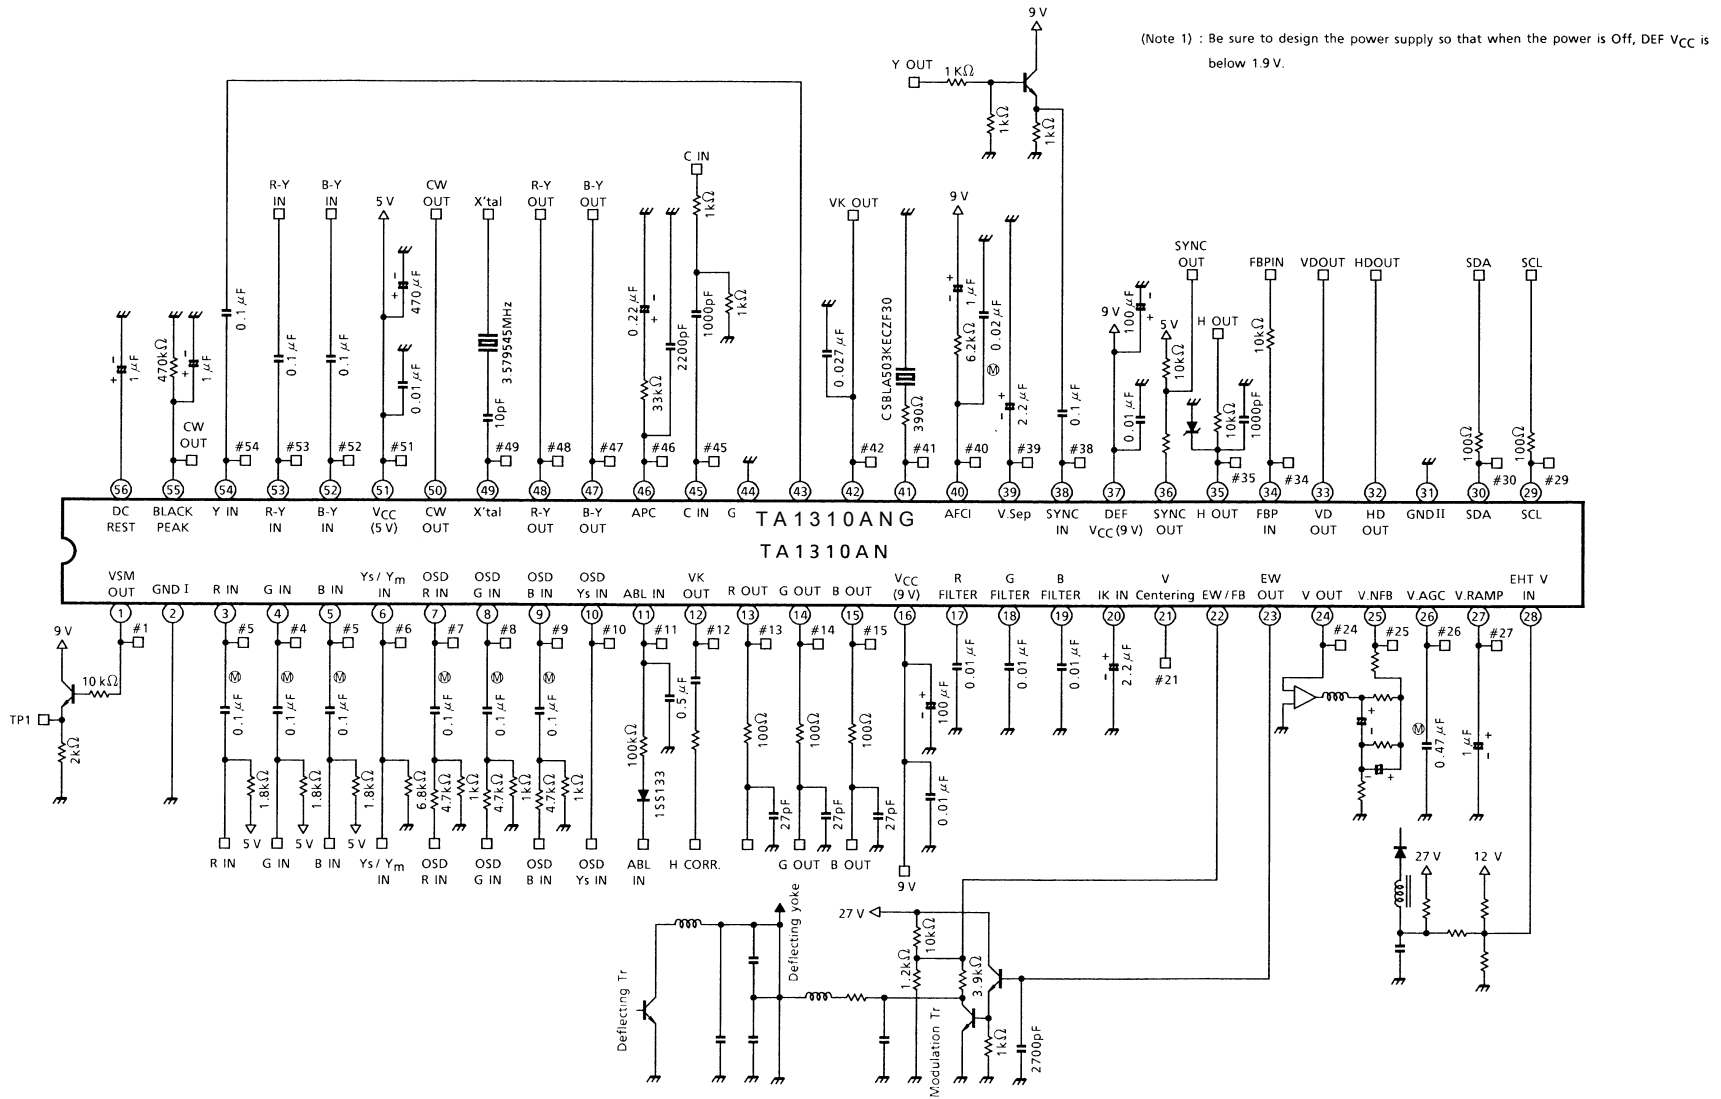 (Note 1) : Be sure to design the power supply so that when the power is Off, DEF VCC is
below 1.9 V.
9 V
Y OUT
1 KΩ
1kΩ
1kΩ
C IN
1kΩ
R-Y
IN
B-Y
IN
5 V
CW
OUT
X'tal
R-Y
OUT
B-Y
OUT
VK OUT
9 V
SYNC
OUT
FBPIN
VDOUT
HDOUT
SDA
SCL
- +
1 μF
470kΩ
- +
1 μF
CW
OUT
0.1 μF
0.1 μF
0.1 μF
- +
470 μF
0.01 μF
3.579545MHz
10pF
0.22 μF
- +
33kΩ
2200pF
1000pF
1kΩ
0.027 μF
CSBLA503KECZF30
390Ω
+ -
1 μF
6.2kΩ
0.02 μF
M
+ -
2.2 μF
0.1 μF
9 V
100 μF
- +
0.01 μF
5 V
10kΩ
H OUT
10kΩ
1000pF
10kΩ
100Ω
100Ω
#54
#53
#52
#51
#49
#48
#47
#46
#45
#42
#41
#40
#39
#38
#35
#34
#30
#29
56 55 54 53 52 51 50 49 48 47 46 45 44 43 42 41 40 39 38 37 36 35 34 33 32 31 30 29
DC
REST
BLACK
PEAK
Y IN
R-Y
IN
B-Y
IN
VCC
(5 V)
CW
OUT
X'tal
R-Y
OUT
B-Y
OUT
APC
C IN
G
AFCI
V.Sep
SYNC
IN
DEF
VCC (9 V)
SYNC
OUT
H OUT
FBP
IN
VD
OUT
HD
OUT
GND II
SDA
SCL
TA1310ANG
TA1310AN
VSM
OUT
GND I
R IN
G IN
B IN
Ys / Ym
IN
OSD
R IN
OSD
G IN
OSD
B IN
OSD
Ys IN
ABL IN
VK
OUT
R OUT
G OUT
B OUT
VCC
(9 V)
R
FILTER
G
FILTER
B
FILTER
IK IN
V
Centering
EW / FB
EW
OUT
V OUT
V.NFB
V.AGC
V.RAMP
EHT V
IN
1 2 3 4 5 6 7 8 9 10 11 12 13 14 15 16 17 18 19 20 21 22 23 24 25 26 27 28
#1
#5
#4
#5
#6
#7
#8
#9
#10
#11
#12
#13
#14
#15
#24
#25
#26
#27
9 V
10 kΩ
TP1
2kΩ
M
0.1 μF
M
0.1 μF
M
0.1 μF
M
0.1 μF
M
0.1 μF
M
0.1 μF
1.8kΩ
1.8kΩ
1.8kΩ
6.8kΩ
4.7kΩ
1kΩ
4.7kΩ
1kΩ
4.7kΩ
1kΩ
5 V
5 V
5 V
100kΩ
1SS133
0.5 μF
100Ω
100Ω
100Ω
27pF
27pF
27pF
+ -
100 μF
0.01 μF
0.01 μF
0.01 μF
0.01 μF
+ -
2.2 μF
#21
+ -
- +
M
0.47 μF
1 μF
+ -
R IN
G IN
B IN
Ys / Ym
IN
OSD
R IN
OSD
G IN
OSD
B IN
OSD
Ys IN
ABL
IN
H CORR.
G OUT
B OUT
9 V
27 V
12 V
Deflecting yoke
27 V
10kΩ
1.2kΩ
3.9kΩ
Deflecting Tr
Modulation Tr
1kΩ
2700pF